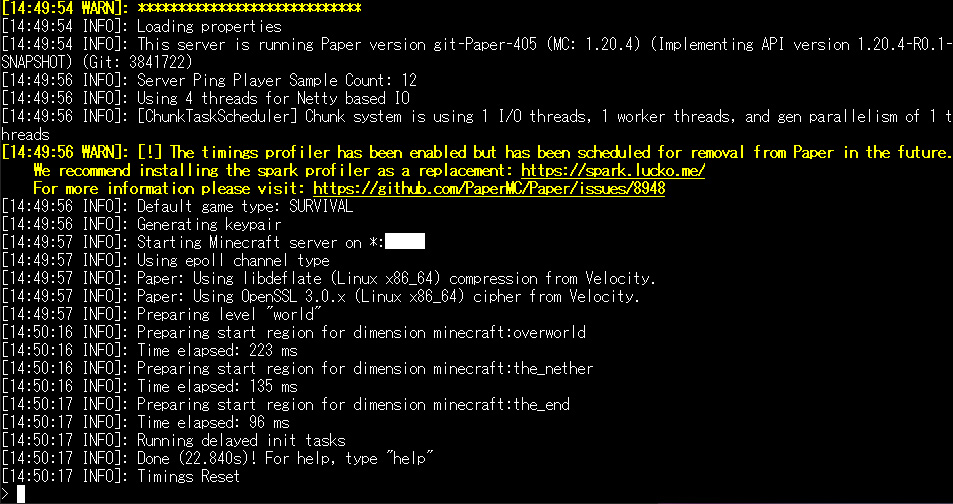 [14:49:54 WARN]: ****************************
[14:49:54 INFO]: Loading properties
[14:49:54 INFO]: This server is running Paper version git-Paper-405 (MC: 1.20.4) (Implementing API version 1.20.4-R0.1-
SNAPSHOT) (Git: 3841722)
[14:49:56 INFO]: Server Ping Player Sample Count: 12
[14:49:56 INFO]: Using 4 threads for Netty based IO
[14:49:56 INFO]: [ChunkTaskScheduler] Chunk system is using 1 I/O threads, 1 worker threads, and gen parallelism of 1 t
hreads
[14:49:56 WARN]: [!] The timings profiler has been enabled but has been scheduled for removal from Paper in the future.
    We recommend installing the spark profiler as a replacement: https://spark.lucko.me/
    For more information please visit: https://github.com/PaperMC/Paper/issues/8948
[14:49:56 INFO]: Default game type: SURVIVAL
[14:49:56 INFO]: Generating keypair
[14:49:57 INFO]: Starting Minecraft server on *:
[14:49:57 INFO]: Using epoll channel type
[14:49:57 INFO]: Paper: Using libdeflate (Linux x86_64) compression from Velocity.
[14:49:57 INFO]: Paper: Using OpenSSL 3.0.x (Linux x86_64) cipher from Velocity.
[14:49:57 INFO]: Preparing level "world"
[14:50:16 INFO]: Preparing start region for dimension minecraft:overworld
[14:50:16 INFO]: Time elapsed: 223 ms
[14:50:16 INFO]: Preparing start region for dimension minecraft:the_nether
[14:50:16 INFO]: Time elapsed: 135 ms
[14:50:17 INFO]: Preparing start region for dimension minecraft:the_end
[14:50:17 INFO]: Time elapsed: 96 ms
[14:50:17 INFO]: Running delayed init tasks
[14:50:17 INFO]: Done (22.840s)! For help, type "help"
[14:50:17 INFO]: Timings Reset
>